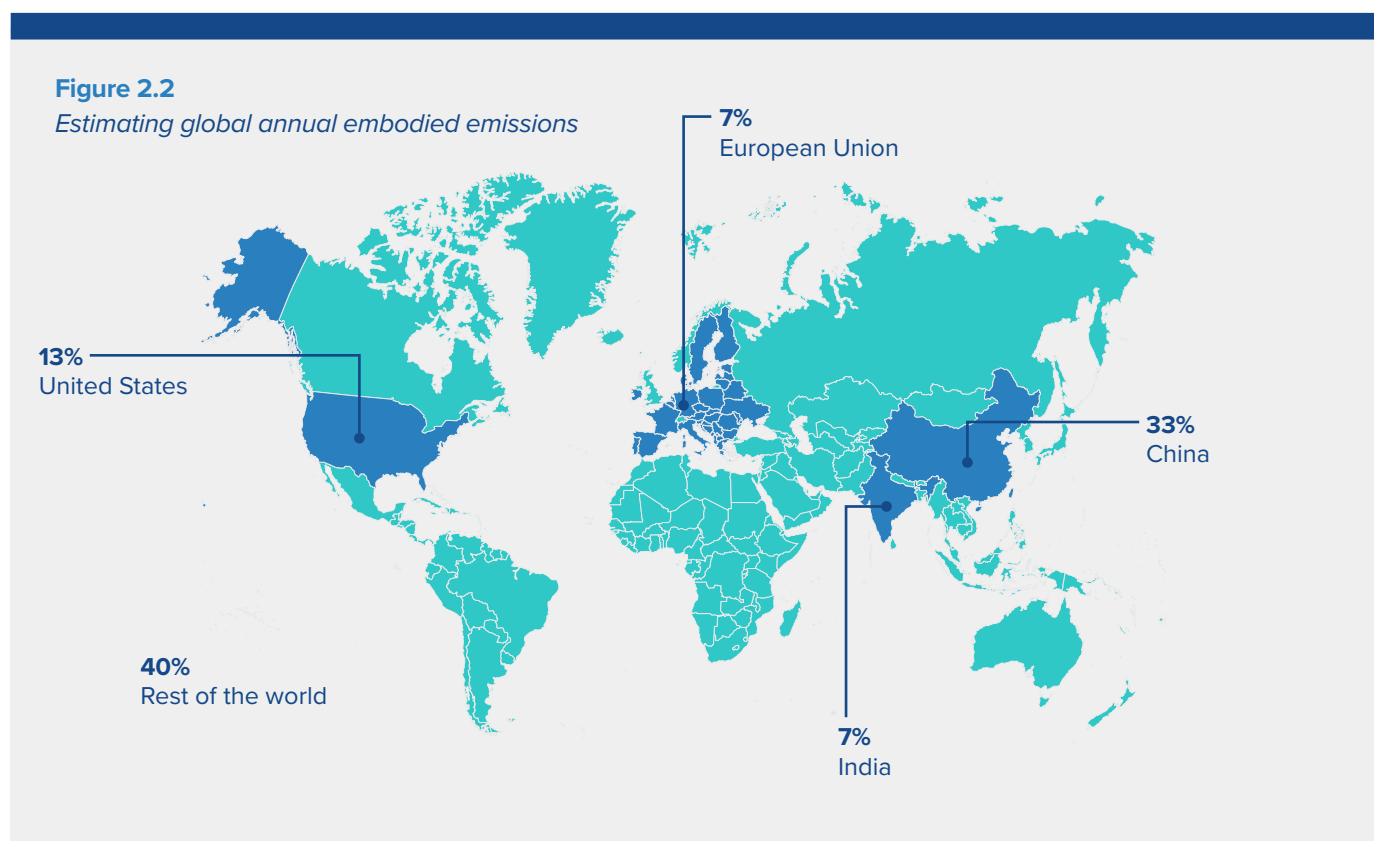 Figure 2.2
Estimating global annual embodied emissions
7%
European Union
13%
United States
33%
China
40%
Rest of the world
7%
India